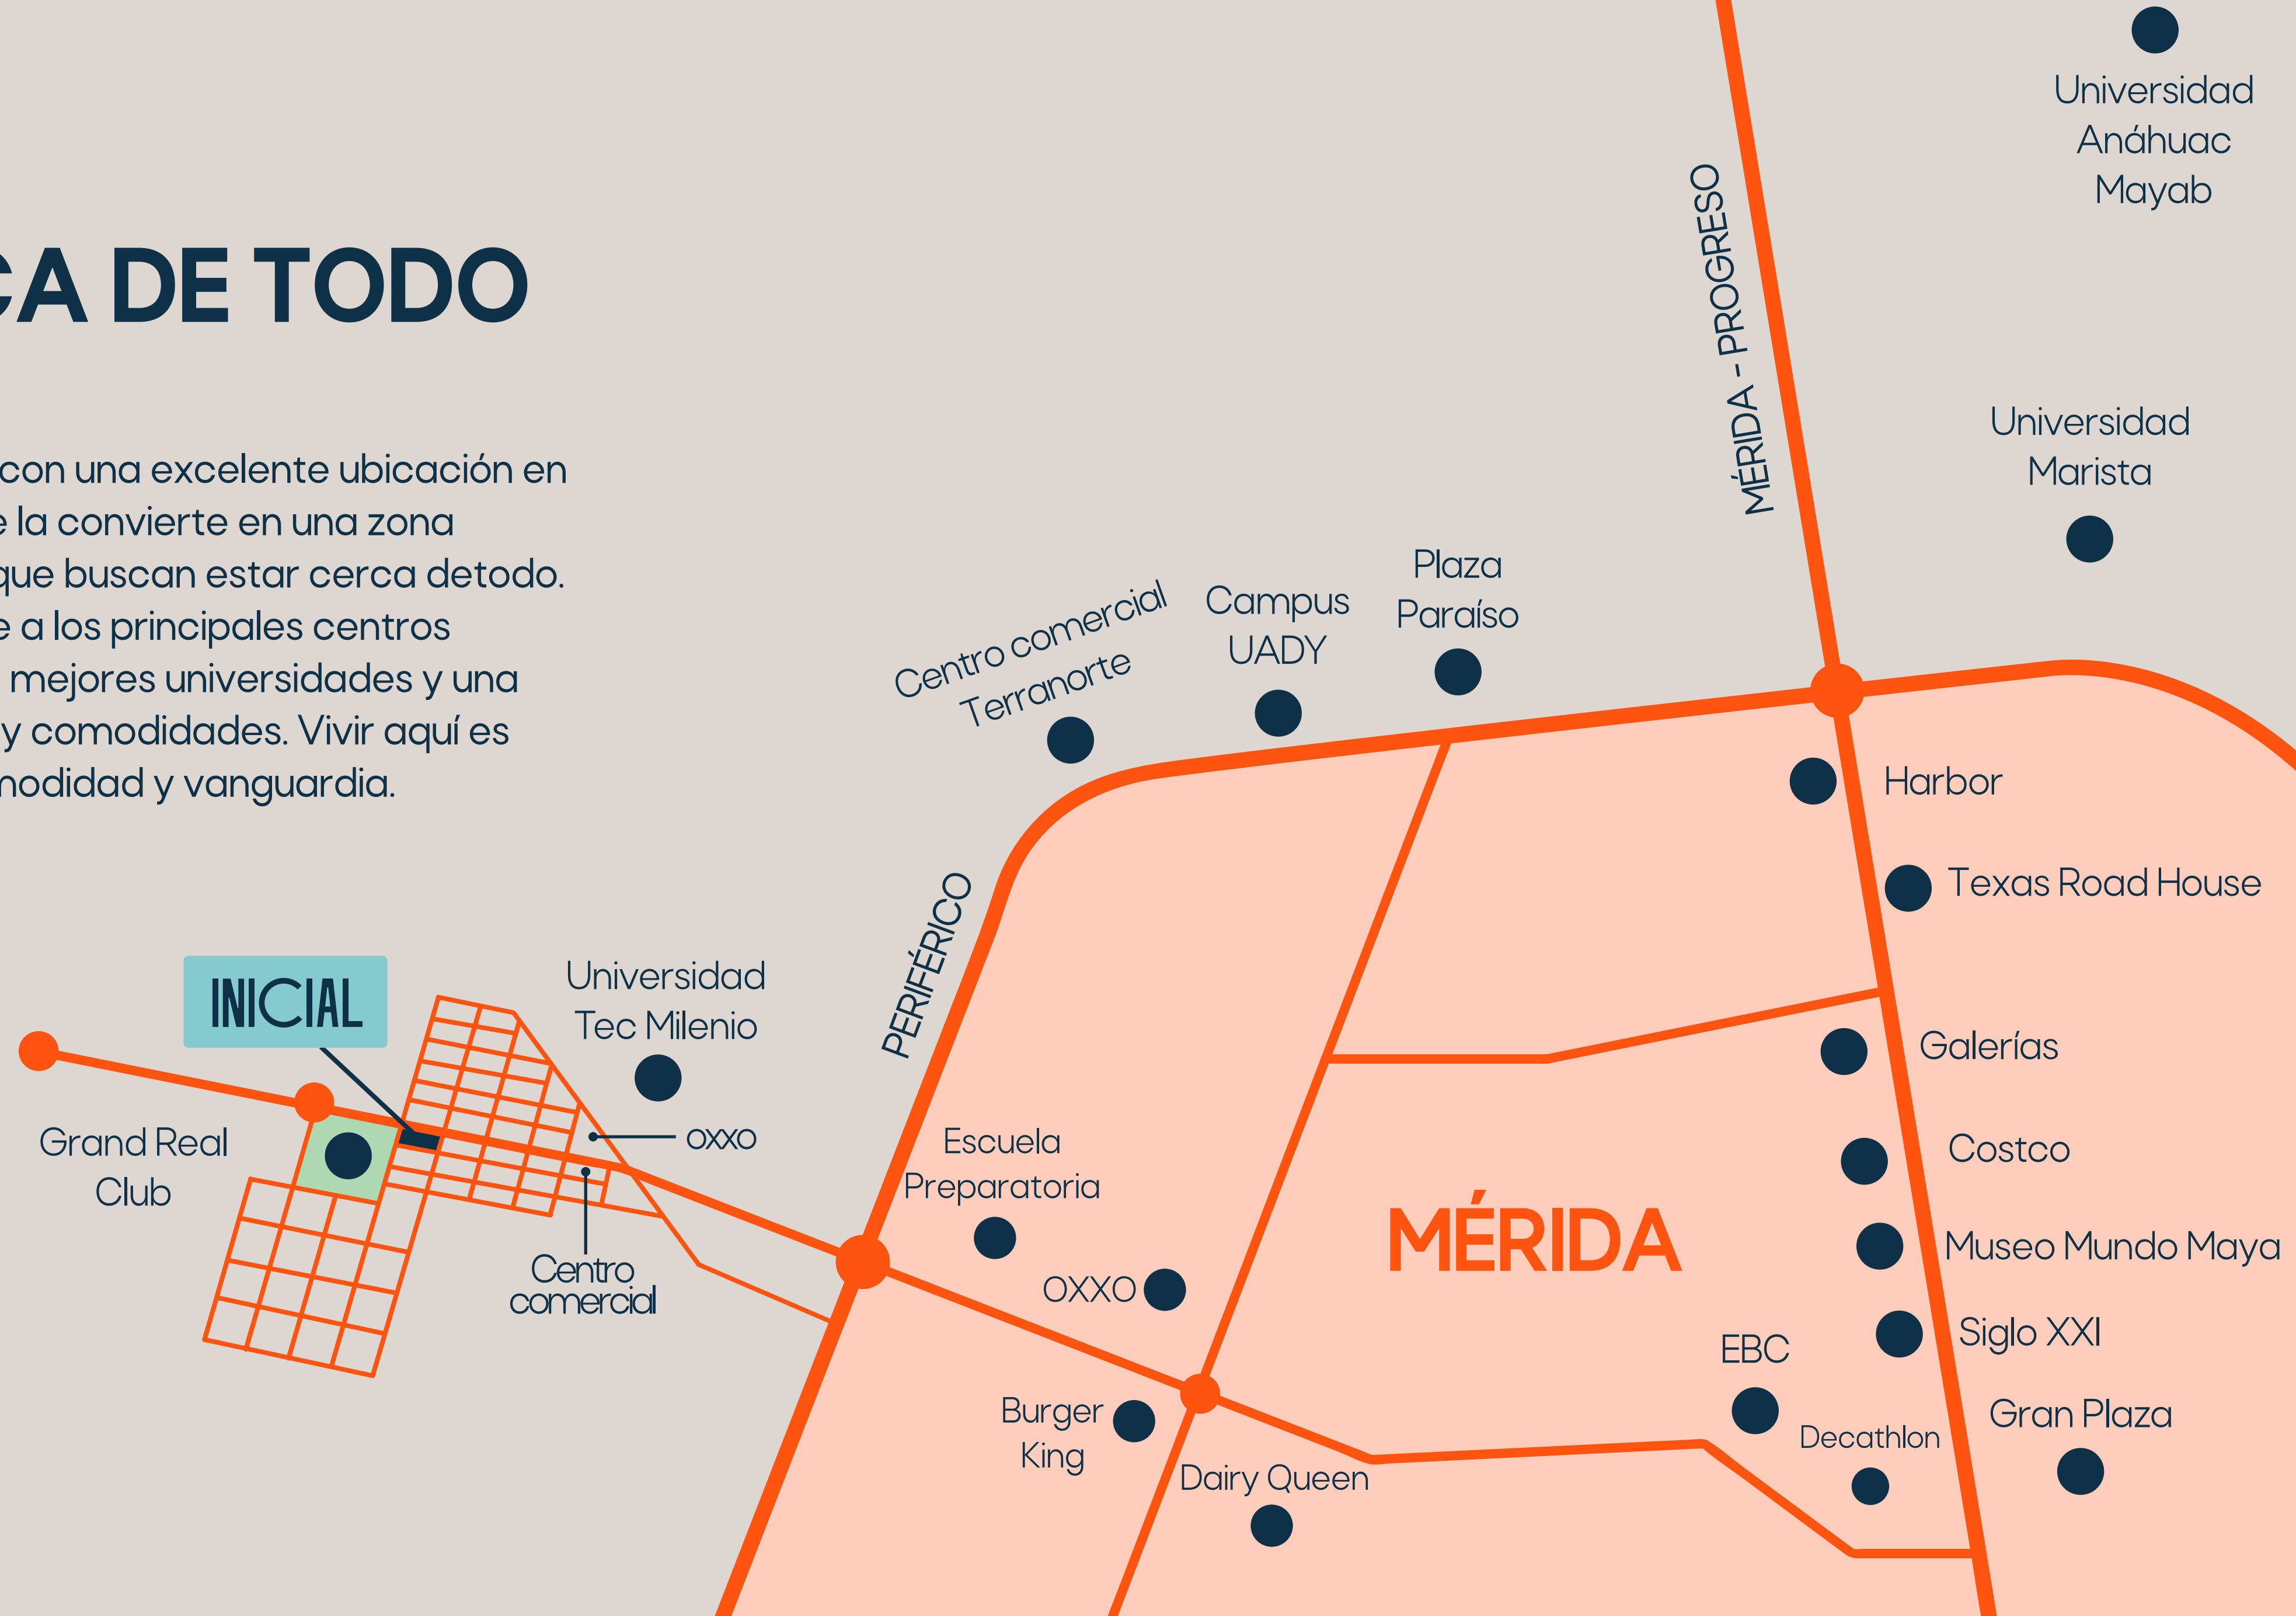 CA DE TODO
con una excelente ubicación en
la convierte en una zona
que buscan estar cerca detodo.
a los principales centros
mejores universidades y una
y comodidades. Vivir aquí es
y vanguardia.
Universidad
Anáhuac
Mayab
MÉRIDA - PROGRESO
Universidad
Marista
Plaza
Paraíso
Campus
UADY
Centro comercial
Terranorte
Harbor
Texas Road House
PERIFÉRICO
INICIAL
Universidad
Tec Milenio
OXXO
Grand Real
Club
Centro
comercial
Escuela
Preparatoria
OXXO
MÉRIDA
Galerías
Costco
Museo Mundo Maya
Siglo XXI
EBC
Gran Plaza
Decathlon
Burger
King
Dairy Queen